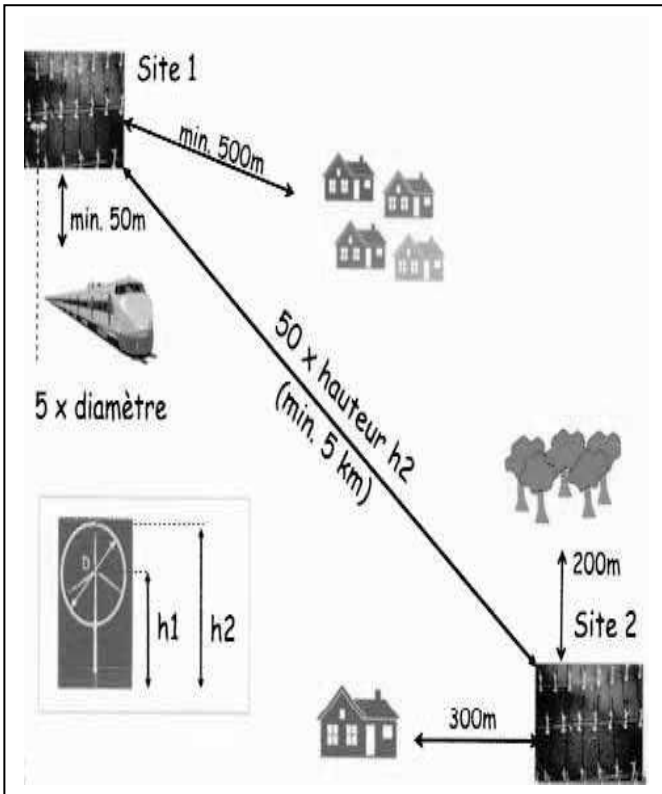 Site 1
min. 500m
min. 50m
5 x diamètre
50 x hauteur h2
(min. 5 km)
200m
Site 2
D
h1
h2
300m